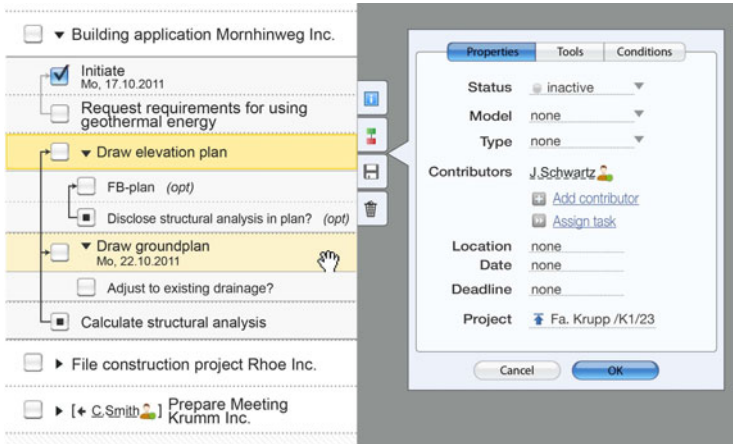 Building application Mornhinweg Inc.
Initiate
Mo, 17.10.2011
Request requirements for using
geothermal energy
Draw elevation plan
FB-plan (opt)
Disclose structural analysis in plan? (opt)
Draw groundplan
Mo, 22.10.2011
Adjust to existing drainage?
Calculate structural analysis
File construction project Rhoe Inc.
[← C.Smith ] Prepare Meeting
Krumm Inc.
Properties Tools Conditions
Status inactive
Model none
Type none
Contributors J.Schwartz
Add contributor
Assign task
Location none
Date none
Deadline none
Project Fa. Krupp /K1/23
Cancel OK